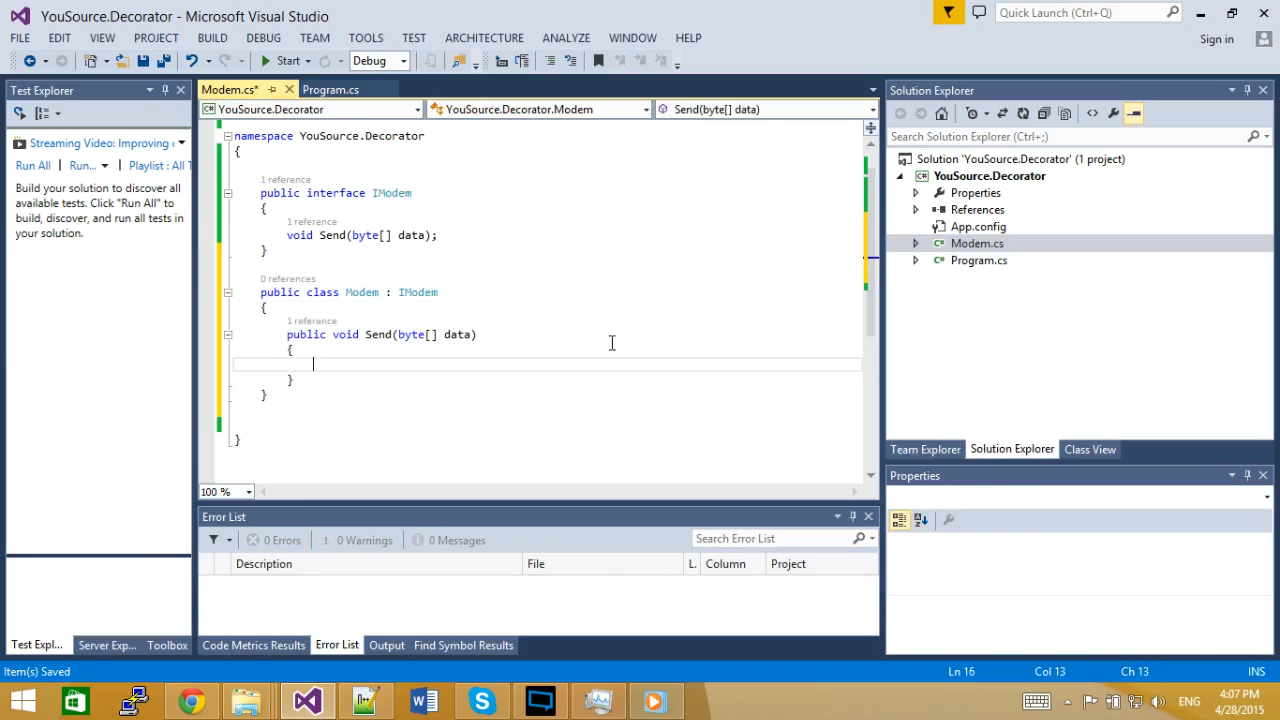 YouSource.Decorator - Microsoft Visual Studio
Quick Launch (Ctrl+Q)
FILE EDIT VIEW PROJECT BUILD DEBUG TEAM TOOLS TEST ARCHITECTURE ANALYZE WINDOW HELP
Sign in
Start Debug
Test Explorer
Streaming Video: Improving c
Run All Run... Playlist : All T
Build your solution to discover all
available tests. Click "Run All" to
build, discover, and run all tests in
your solution.
Modem.cs* Program.cs
YouSource.Decorator YouSource.Decorator.Modem Send(byte[] data)
namespace YouSource.Decorator
{
1 reference
public interface IModem
{
1 reference
void Send(byte[] data);
}
0 references
public class Modem : IModem
{
1 reference
public void Send(byte[] data)
{
}
}
}
100 %
Solution Explorer
Search Solution Explorer (Ctrl+;)
Solution 'YouSource.Decorator' (1 project)
C# YouSource.Decorator
Properties
References
App.config
C# Modem.cs
C# Program.cs
Team Explorer Solution Explorer Class View
Properties
Error List
0 Errors 0 Warnings 0 Messages
Search Error List
Description File L. Column Project
Test Expl... Server Exp... Toolbox
Code Metrics Results Error List Output Find Symbol Results
Item(s) Saved Ln 16 Col 13 Ch 13 INS
ENG
4:07 PM
4/28/2015